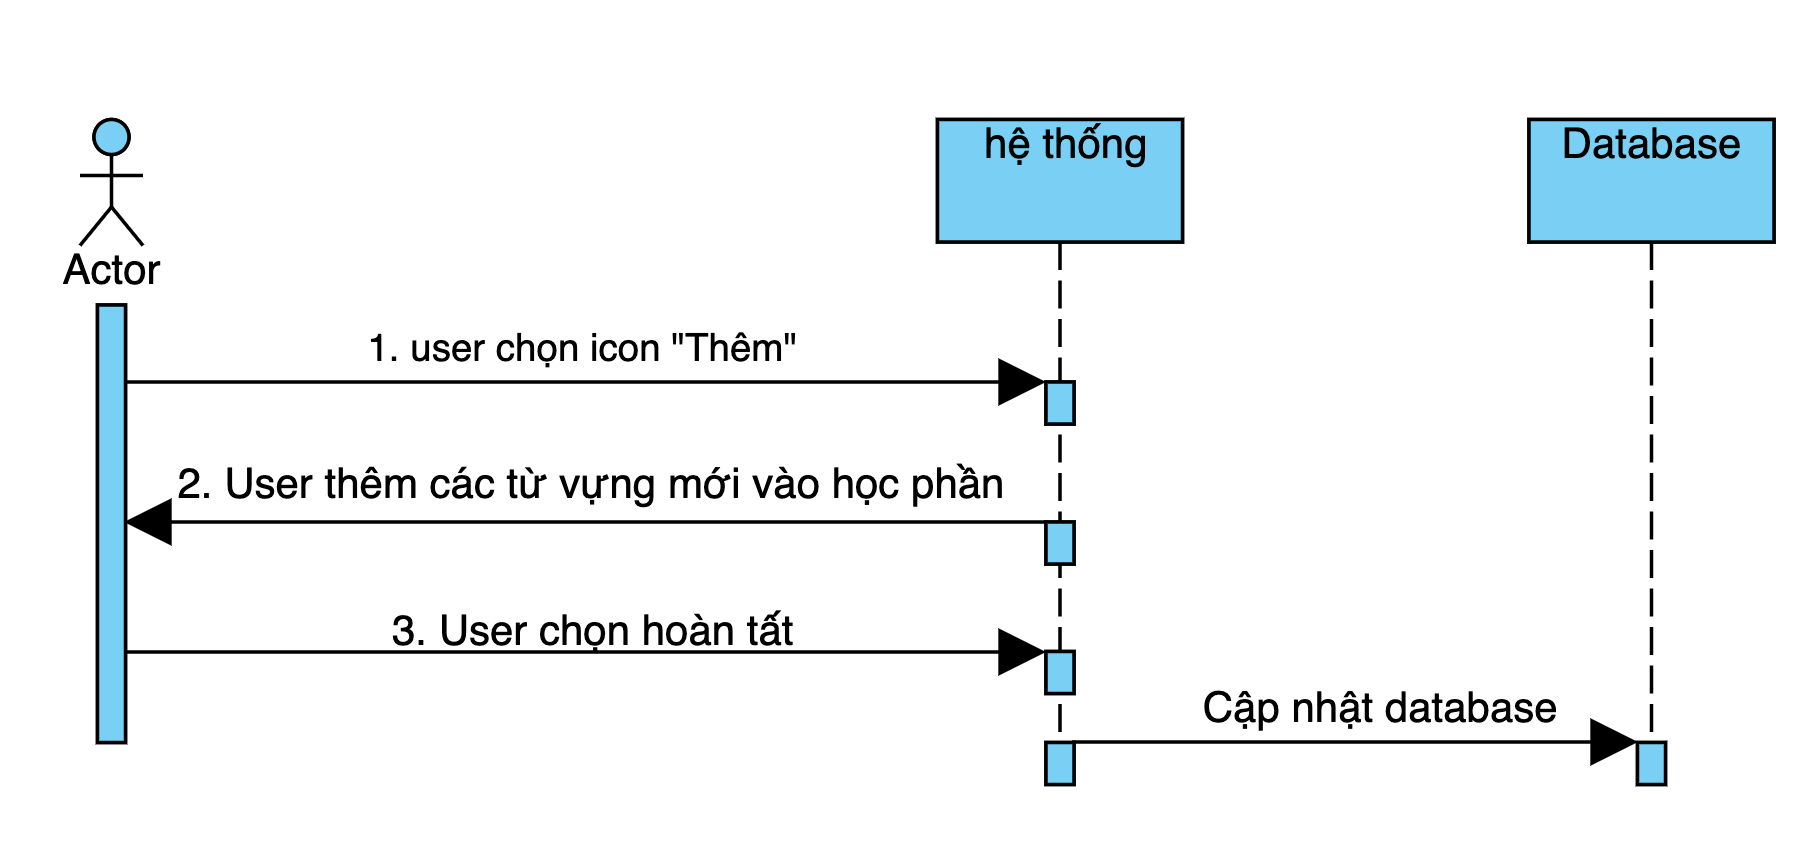 hệ thống
Database
Actor
1. user chọn icon "Thêm"
2. User thêm các từ vựng mới vào học phần
3. User chọn hoàn tất
Cập nhật database